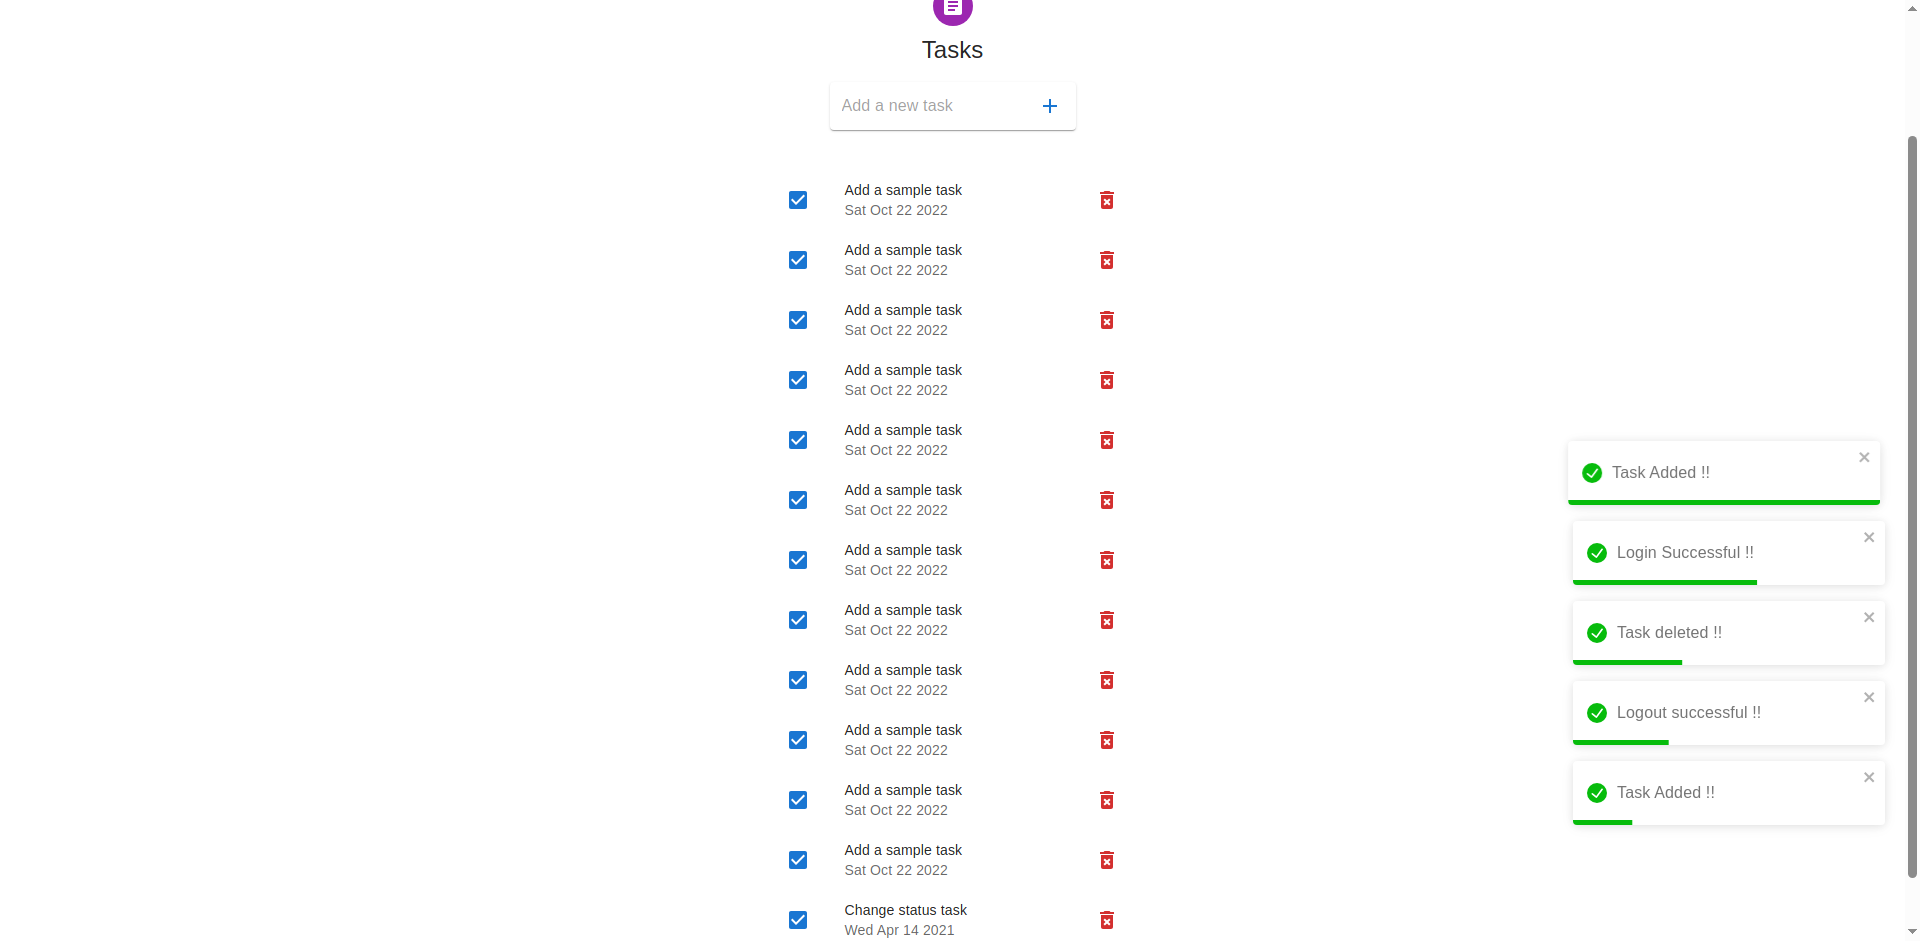 Tasks
Add a new task
Add a sample task
Sat Oct 22 2022
Add a sample task
Sat Oct 22 2022
Add a sample task
Sat Oct 22 2022
Add a sample task
Sat Oct 22 2022
Add a sample task
Sat Oct 22 2022
Add a sample task
Sat Oct 22 2022
Add a sample task
Sat Oct 22 2022
Add a sample task
Sat Oct 22 2022
Add a sample task
Sat Oct 22 2022
Add a sample task
Sat Oct 22 2022
Add a sample task
Sat Oct 22 2022
Add a sample task
Sat Oct 22 2022
Change status task
Wed Apr 14 2021
Task Added !!
Login Successful !!
Task deleted !!
Logout successful !!
Task Added !!